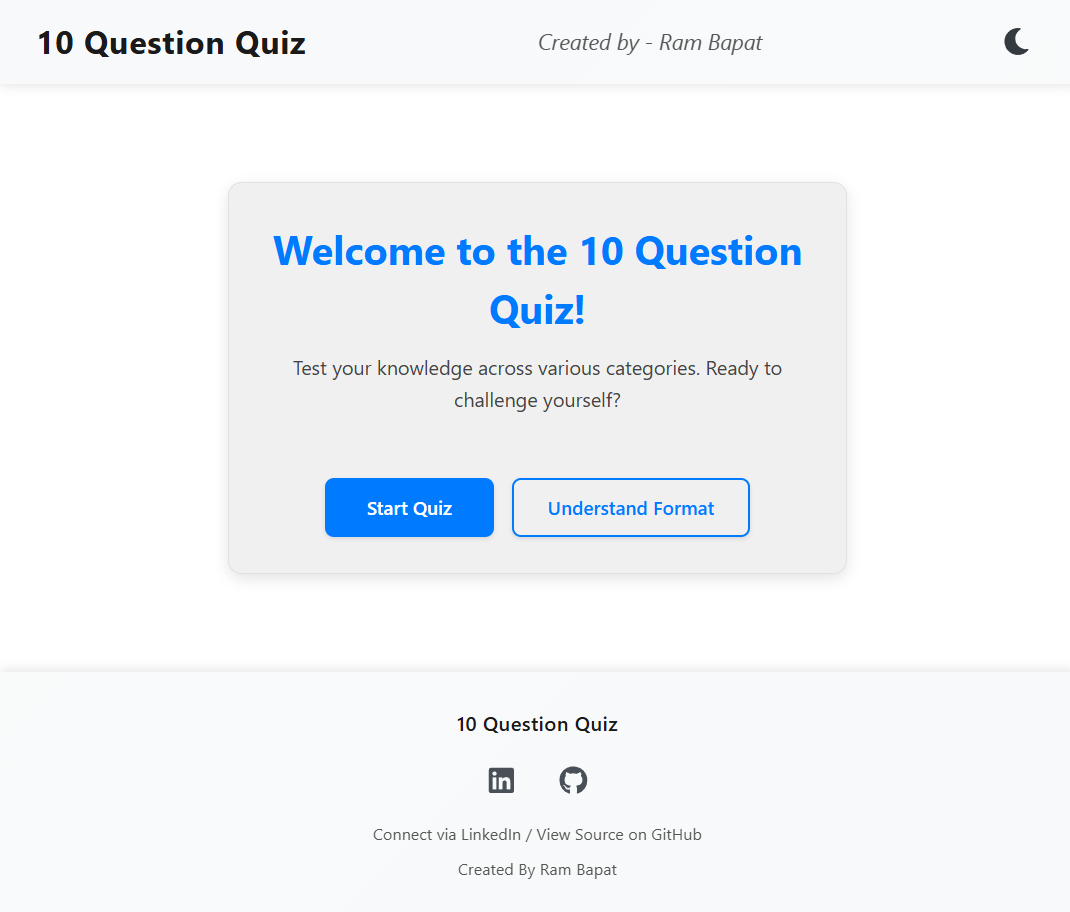 10 Question Quiz
Created by - Ram Bapat
Welcome to the 10 Question
Quiz!
Test your knowledge across various categories. Ready to
challenge yourself?
Start Quiz
Understand Format
10 Question Quiz
in
Connect via LinkedIn / View Source on GitHub
Created By Ram Bapat